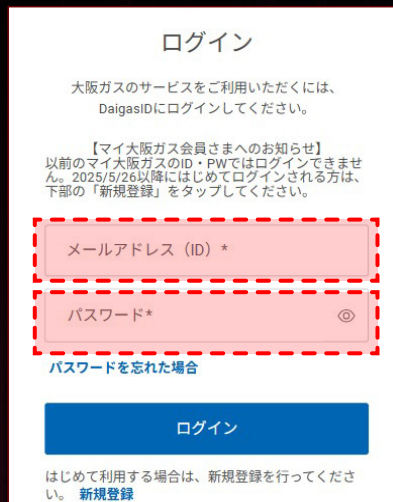 ログイン
大阪ガスのサービスをご利用いただくには、
DaigasIDにログインしてください。
【マイ大阪ガス会員さまへのお知らせ】
以前のマイ大阪ガスのID・PWではログインできませ
ん。2025/5/26以降にはじめてログインされる方は、
下部の「新規登録」をタップしてください。
メールアドレス（ID）*
パスワード*
パスワードを忘れた場合
ログイン
はじめて利用する場合は、新規登録を行ってくださ
い。 新規登録